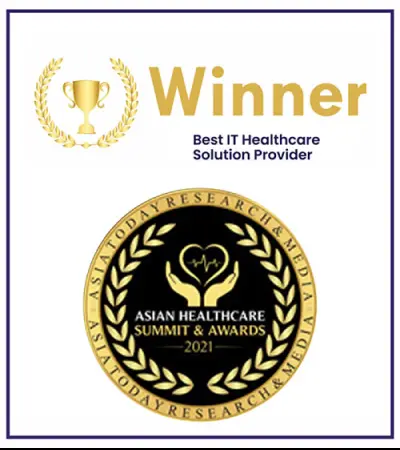 Winner
Best IT Healthcare
Solution Provider
ASIA TODAY RESEARCH & MEDIA
ASIAN HEALTHCARE
SUMMIT & AWARDS
2021
ASIA TODAY RESEARCH & MEDIA